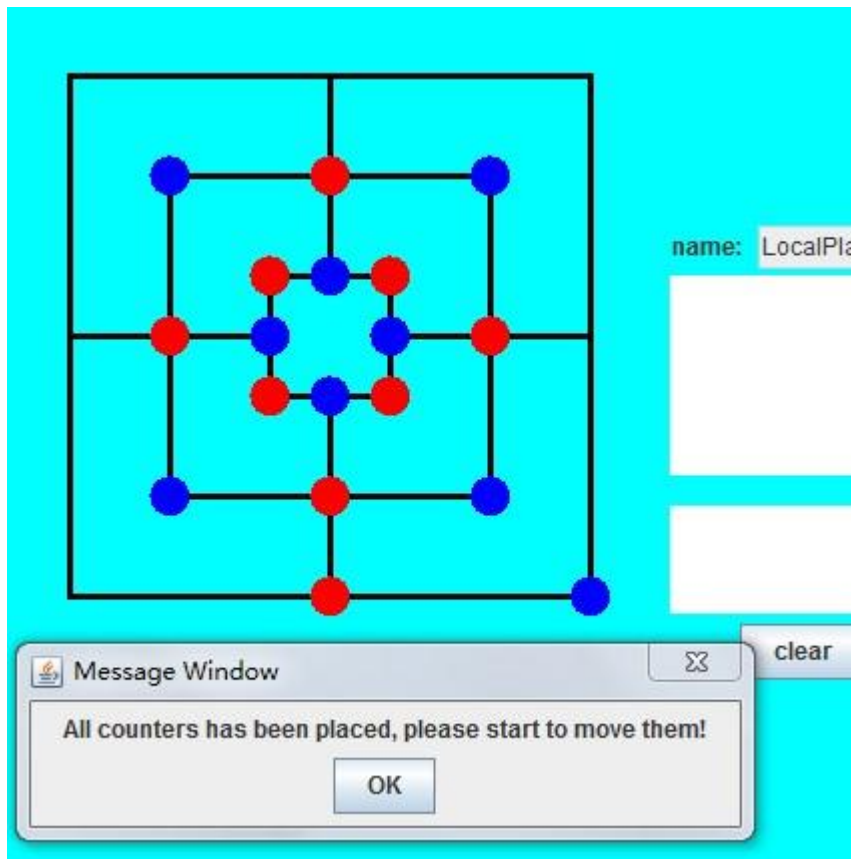 name: LocalPla
clear
Message Window
All counters has been placed, please start to move them!
OK